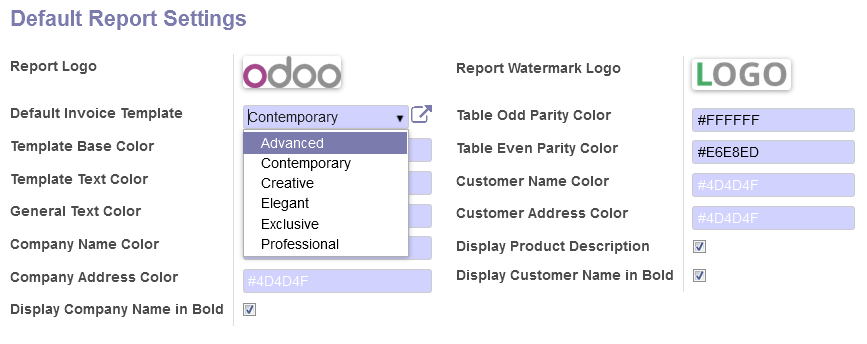 Default Report Settings
Report Logo
odoo
Default Invoice Template
Contemporary
Advanced
Contemporary
Creative
Elegant
Exclusive
Professional
Template Base Color
Template Text Color
General Text Color
Company Name Color
Company Address Color
#4D4D4F
Display Company Name in Bold
Report Watermark Logo
LOGO
Table Odd Parity Color
#FFFFFF
Table Even Parity Color
#E6E8ED
Customer Name Color
#4D4D4F
Customer Address Color
#4D4D4F
Display Product Description
Display Customer Name in Bold